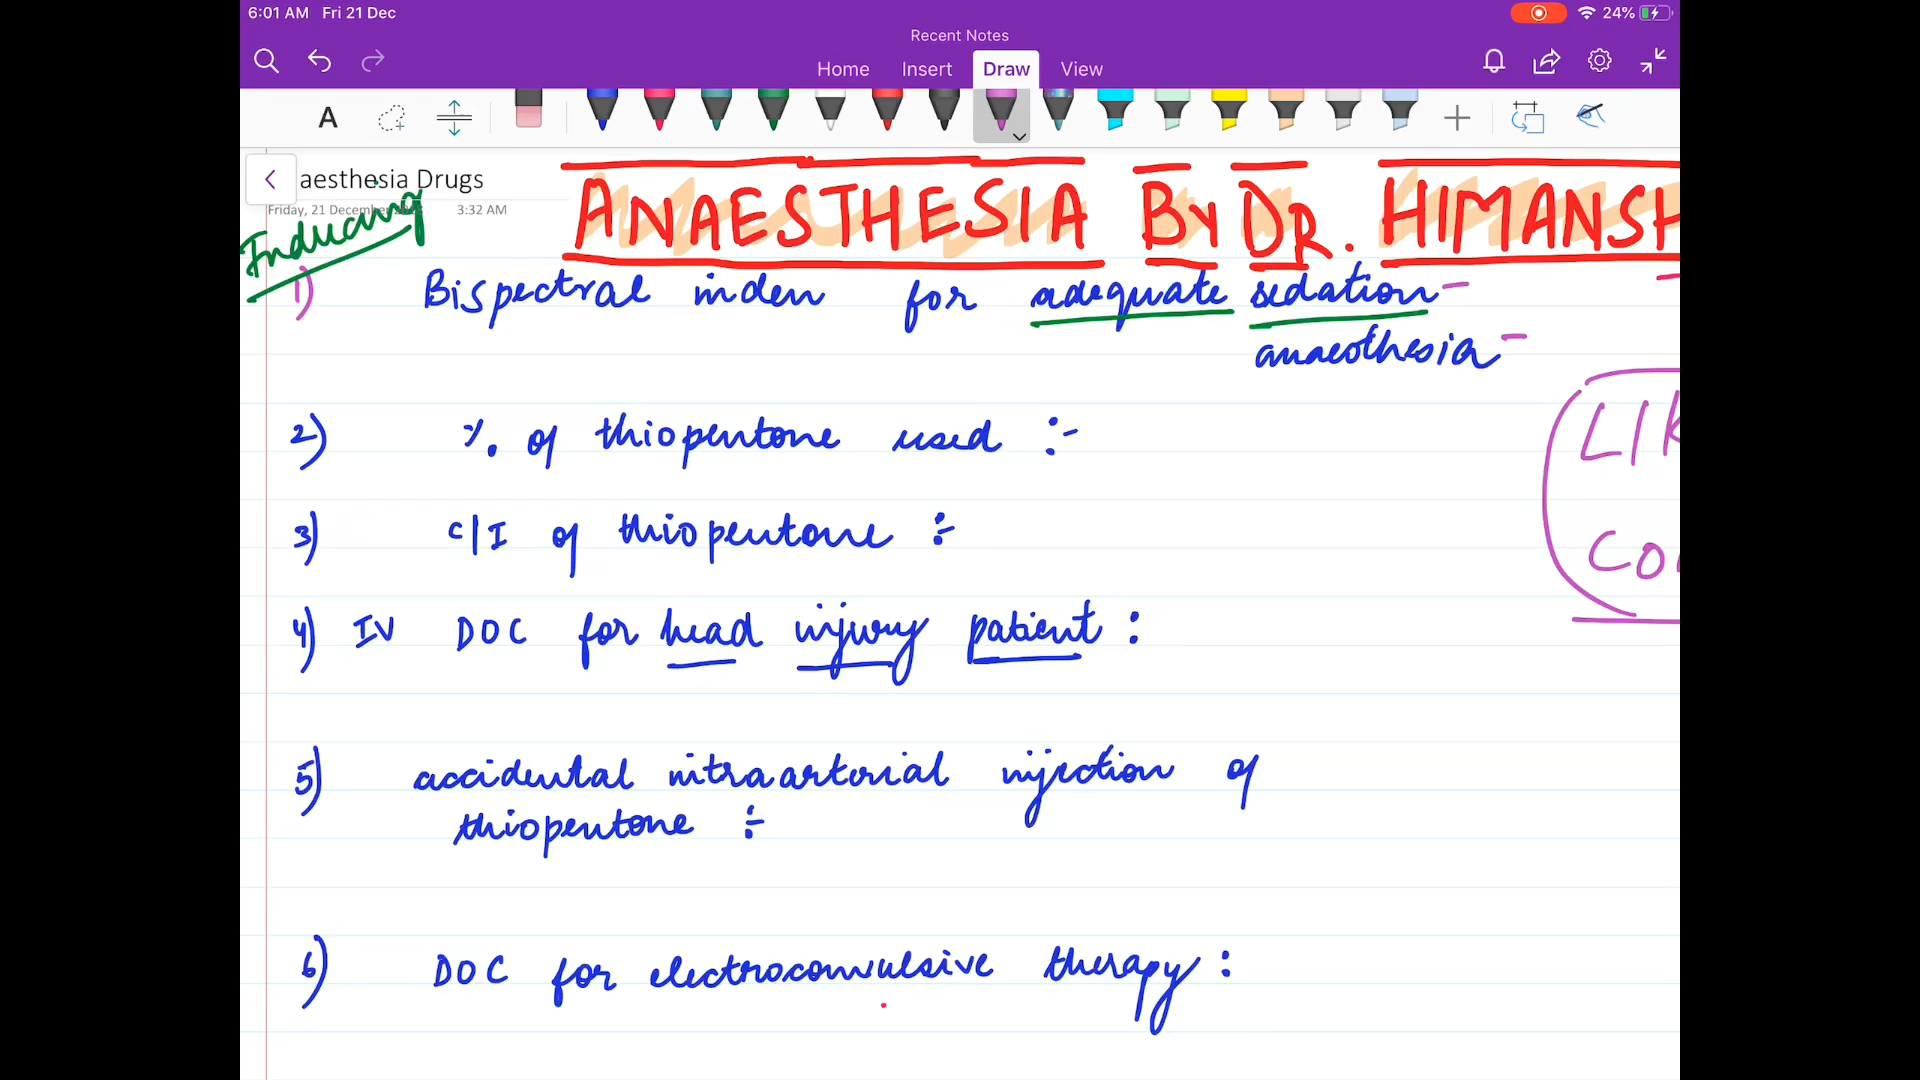 6:01 AM Fri 21 Dec
24%
Recent Notes
Home Insert Draw View
A
aesthesia Drugs
Friday, 21 December 3:32 AM
Inducing
ANAESTHESIA BY DR. HIMANSH
1) Bispectral inden for adequate sedation -
anaesthesia -
2) %. of thiopentone used :-
3) C/I of thiopentone :-
4) IV DOC for head injury patient :
5) accidental intraarterial injection of
thiopentone :-
6) DOC for electroconvulsive therapy :
LIK
CO